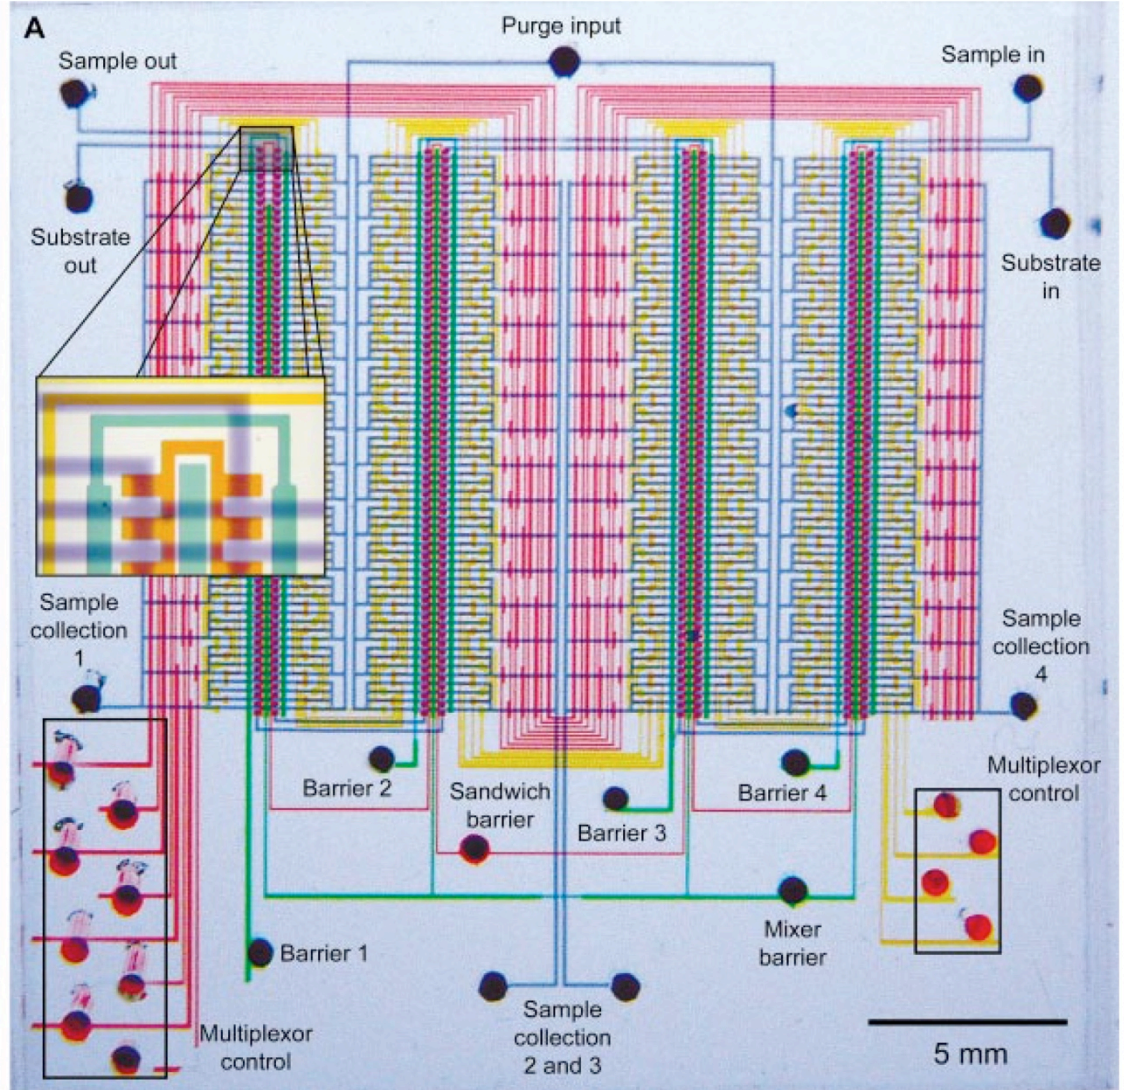 A
Purge input
Sample out
Sample in
Substrate
out
Substrate
in
Sample
collection
1
Sample
collection
4
Barrier 2
Sandwich
barrier
Barrier 3
Barrier 4
Multiplexor
control
Barrier 1
Mixer
barrier
Multiplexor
control
Sample
collection
2 and 3
5 mm